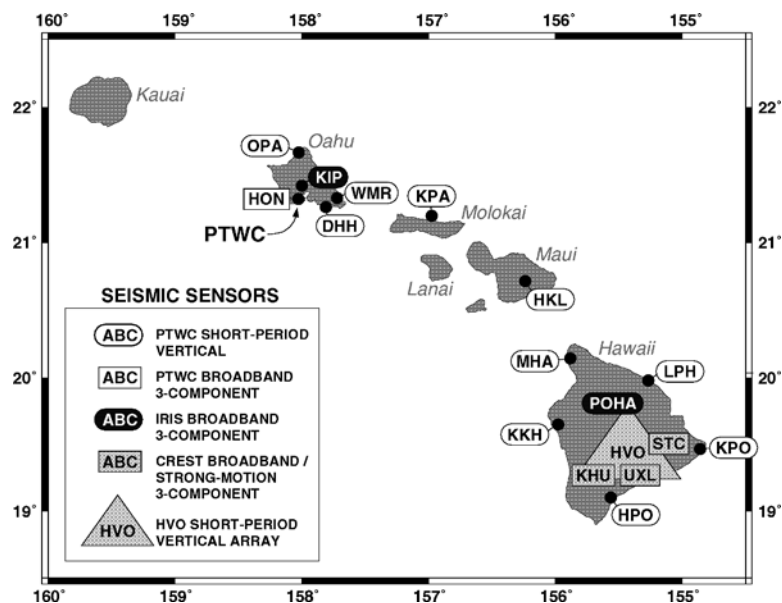 160˚ 159˚ 158˚ 157˚ 156˚ 155˚
Kauai
22˚ 22˚
OPA
Oahu
KIP
HON
WMR
KPA
DHH
Molokai
PTWC
21˚ 21˚
Maui
Lanai
HKL
SEISMIC SENSORS
ABC PTWC SHORT-PERIOD
VERTICAL
ABC PTWC BROADBAND
3-COMPONENT
ABC IRIS BROADBAND
3-COMPONENT
ABC CREST BROADBAND /
STRONG-MOTION
3-COMPONENT
HVO HVO SHORT-PERIOD
VERTICAL ARRAY
Hawaii
MHA
LPH
20˚ 20˚
POHA
KKH
STC
KPO
HVO
KHU
UXL
HPO
19˚ 19˚
160˚ 159˚ 158˚ 157˚ 156˚ 155˚